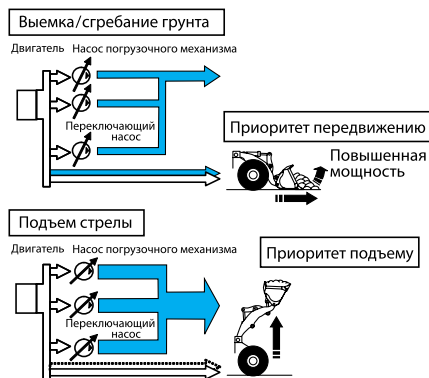 Выемка/сгребание грунта
Двигатель Насос погрузочного механизма
Переключающий
насос
Приоритет передвижению
Повышенная
мощность
Подъем стрелы
Двигатель Насос погрузочного механизма
Приоритет подъему
Переключающий
насос